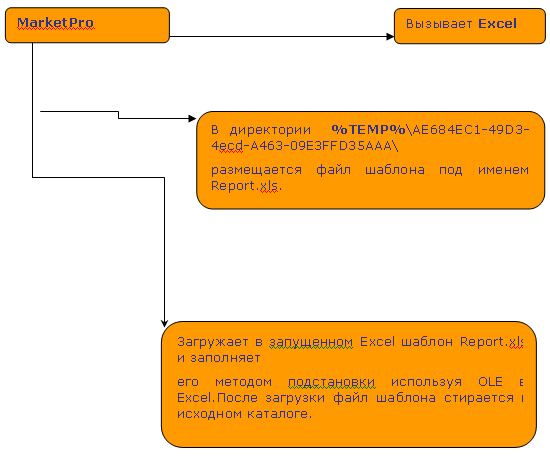 MarketPro
Вызывает Excel
В директории %TEMP%\AE684EC1-49D3-
4ecd-A463-09E3FFD35AAA\
размещается файл шаблона под именем
Report.xls.
Загружает в запущенном Excel шаблон Report.xls
и заполняет
его методом подстановки используя OLE в
Excel.После загрузки файл шаблона стирается в
исходном каталоге.